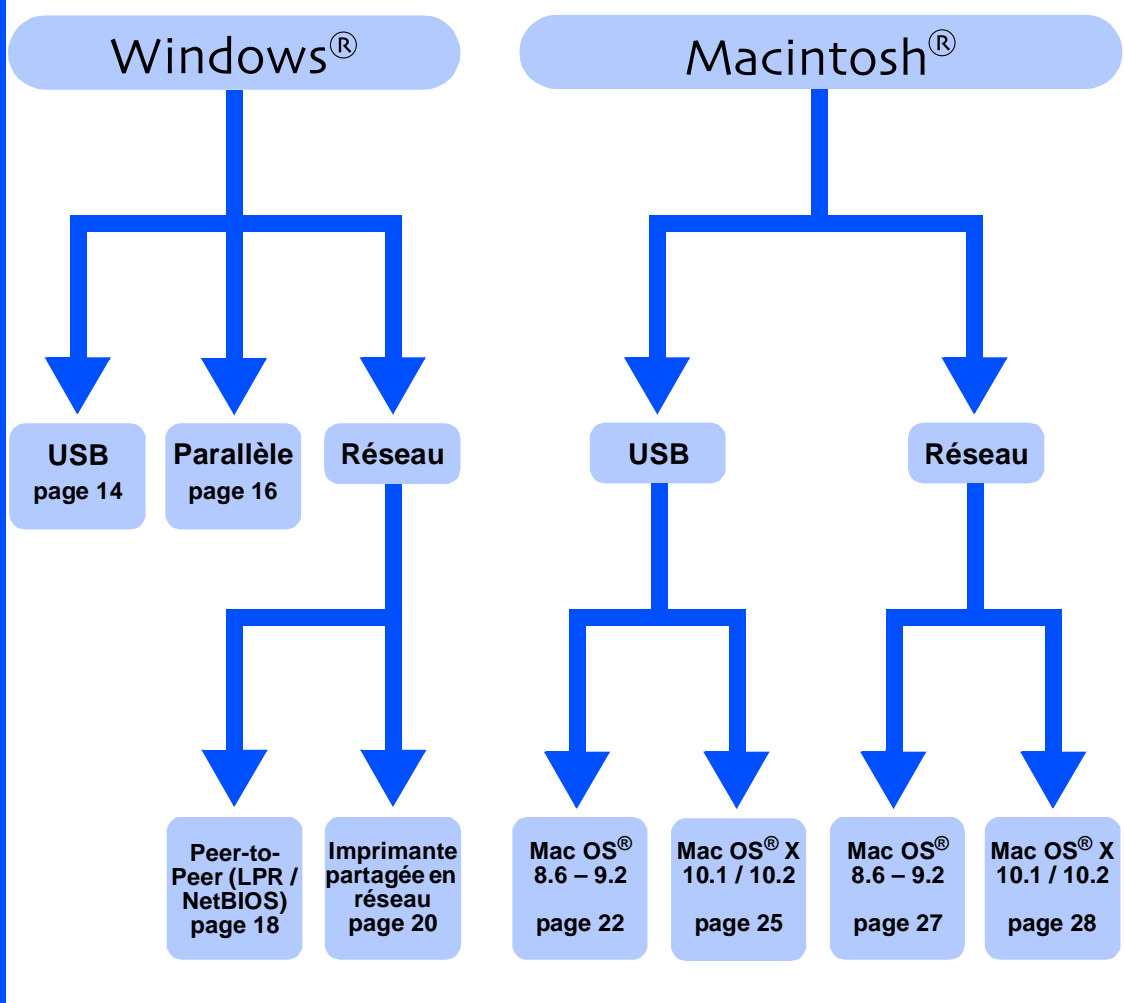 Windows®
Macintosh®
USB
page 14
Parallèle
page 16
Réseau
USB
Réseau
Peer-to-
Peer (LPR /
NetBIOS)
page 18
Imprimante
partagée en
réseau
page 20
Mac OS®
8.6 – 9.2
page 22
Mac OS® X
10.1 / 10.2
page 25
Mac OS®
8.6 – 9.2
page 27
Mac OS® X
10.1 / 10.2
page 28